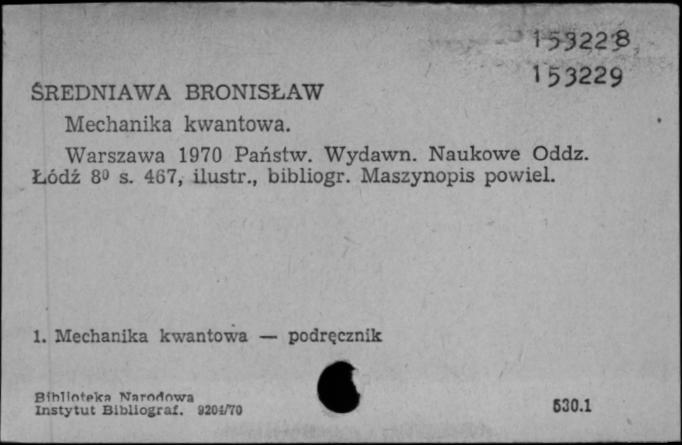 153228
153229
ŚREDNIAWA BRONISŁAW
Mechanika kwantowa.
Warszawa 1970 Państw. Wydawn. Naukowe Oddz.
Łódź 8º s. 467, ilustr., bibliogr. Maszynopis powiel.
1. Mechanika kwantowa — podręcznik
Biblioteka Narodowa
Instytut Bibliograf. 9204/70
530.1